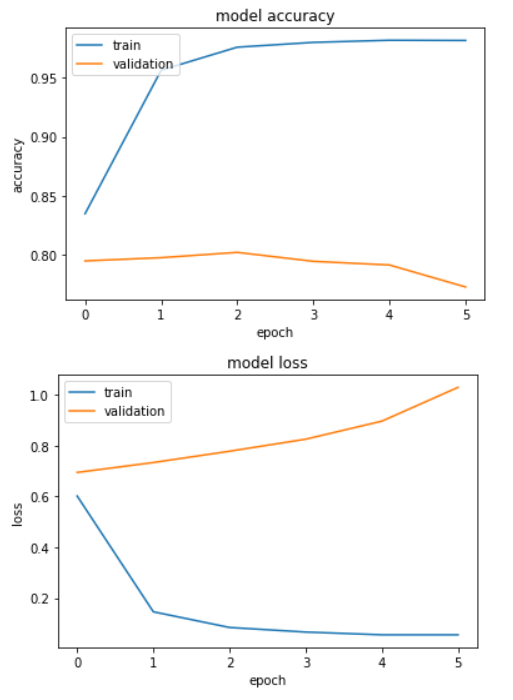 model accuracy
train
validation
0.95
0.90
0.85
0.80
accuracy
0 1 2 3 4 5
epoch
model loss
train
validation
1.0
0.8
0.6
0.4
0.2
loss
0 1 2 3 4 5
epoch